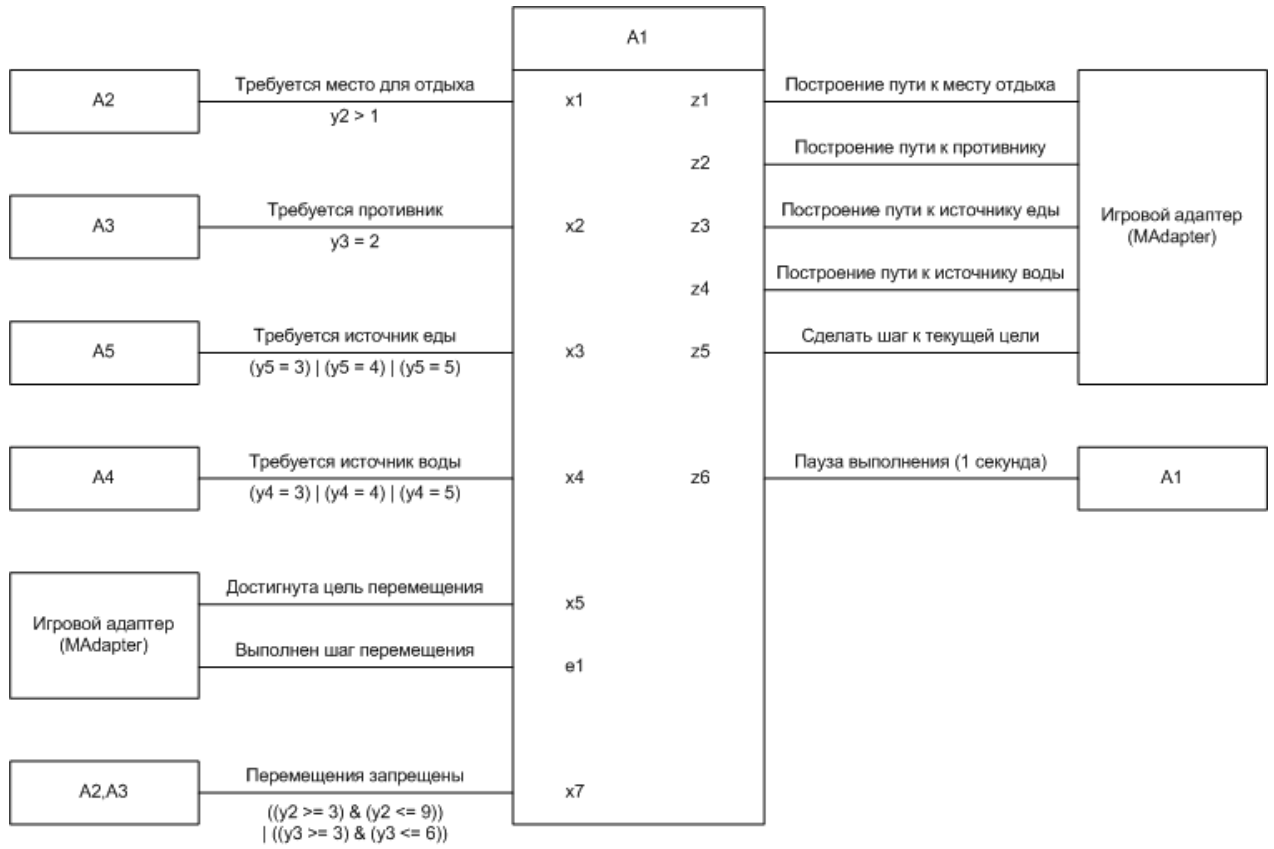 A1
A2
Требуется место для отдыха
y2 > 1
x1
z1
Построение пути к месту отдыха
z2
Построение пути к противнику
A3
Требуется противник
y3 = 2
x2
z3
Построение пути к источнику еды
Игровой адаптер
(MAdapter)
z4
Построение пути к источнику воды
A5
Требуется источник еды
(y5 = 3) | (y5 = 4) | (y5 = 5)
x3
z5
Сделать шаг к текущей цели
A4
Требуется источник воды
(y4 = 3) | (y4 = 4) | (y4 = 5)
x4
z6
Пауза выполнения (1 секунда)
A1
Игровой адаптер
(MAdapter)
Достигнута цель перемещения
x5
Выполнен шаг перемещения
e1
A2,A3
Перемещения запрещены
((y2 >= 3) & (y2 <= 9))
| ((y3 >= 3) & (y3 <= 6))
x7